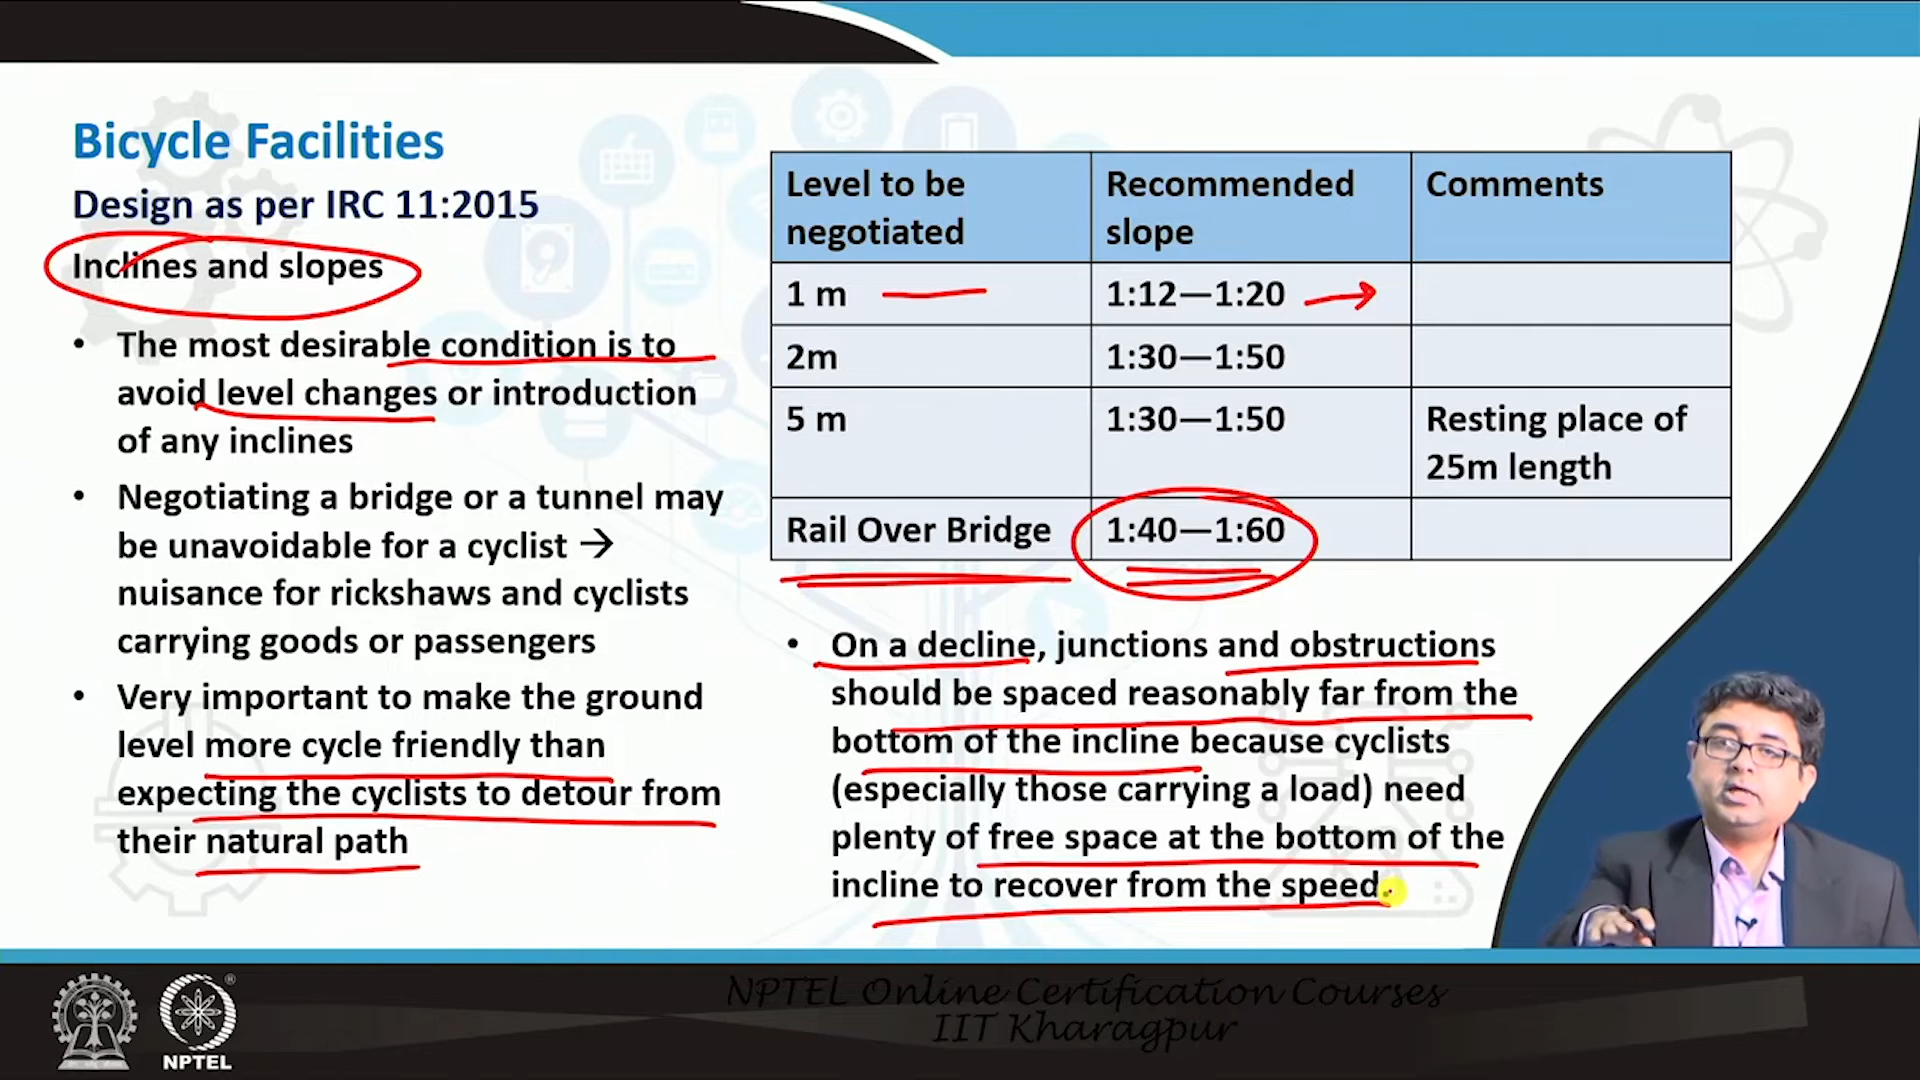 Bicycle Facilities
Design as per IRC 11:2015
Inclines and slopes
• The most desirable condition is to
avoid level changes or introduction
of any inclines
• Negotiating a bridge or a tunnel may
be unavoidable for a cyclist →
nuisance for rickshaws and cyclists
carrying goods or passengers
• Very important to make the ground
level more cycle friendly than
expecting the cyclists to detour from
their natural path
Level to be negotiated Recommended slope Comments
1 m 1:12—1:20
2m 1:30—1:50
5 m 1:30—1:50 Resting place of 25m length
Rail Over Bridge 1:40—1:60
• On a decline, junctions and obstructions
should be spaced reasonably far from the
bottom of the incline because cyclists
(especially those carrying a load) need
plenty of free space at the bottom of the
incline to recover from the speed.
NPTEL Online Certification Courses
IIT Kharagpur
®
NPTEL